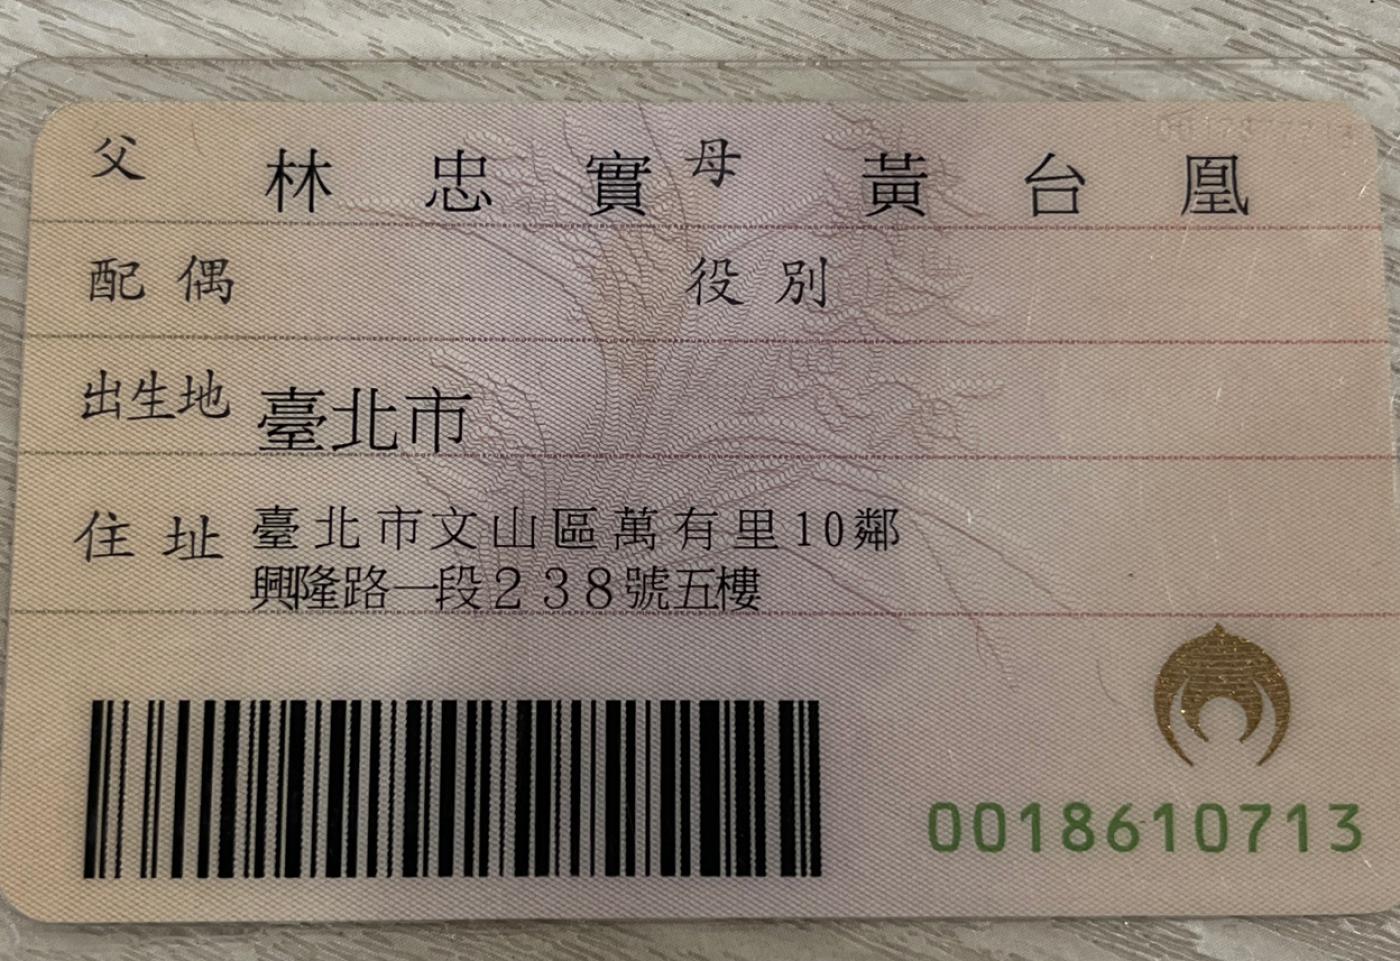 父 林忠實 母 黃台凰
配偶 役別
出生地 臺北市
住址 臺北市文山區萬有里10鄰
興隆路一段238號五樓
0018610713